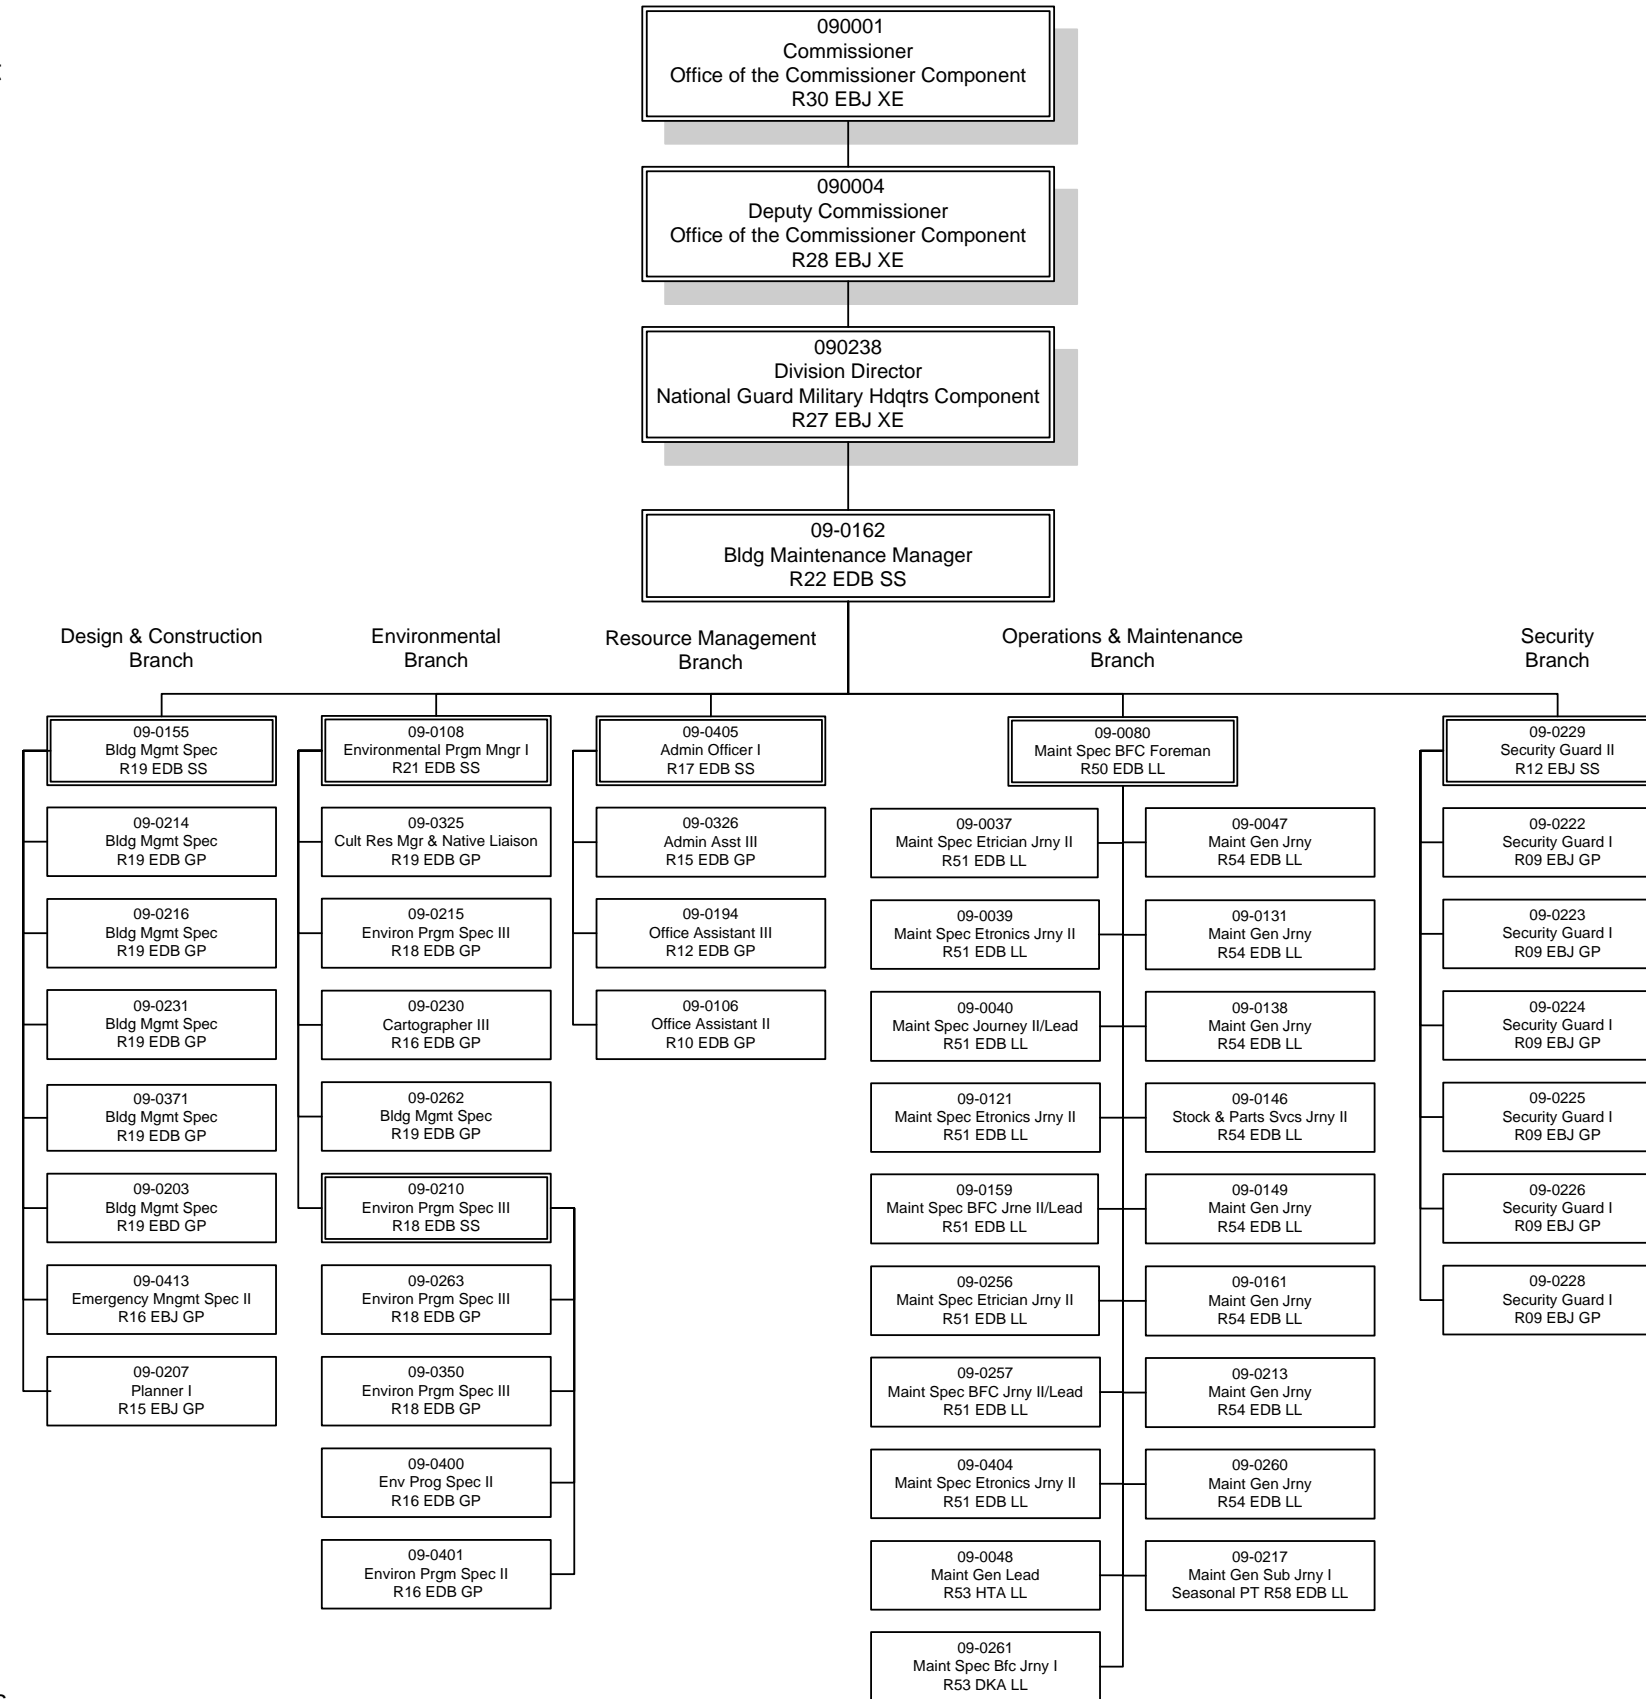 090001
Commissioner
Office of the Commissioner Component
R30 EBJ XE
090004
Deputy Commissioner
Office of the Commissioner Component
R28 EBJ XE
090238
Division Director
National Guard Military Hdqtrs Component
R27 EBJ XE
09-0162
Bldg Maintenance Manager
R22 EDB SS
Design & Construction
Branch
09-0155
Bldg Mgmt Spec
R19 EDB SS
09-0214
Bldg Mgmt Spec
R19 EDB GP
09-0216
Bldg Mgmt Spec
R19 EDB GP
09-0231
Bldg Mgmt Spec
R19 EDB GP
09-0371
Bldg Mgmt Spec
R19 EDB GP
09-0203
Bldg Mgmt Spec
R19 EBD GP
09-0413
Emergency Mngmt Spec II
R16 EBJ GP
09-0207
Planner I
R15 EBJ GP
Environmental
Branch
09-0108
Environmental Prgm Mngr I
R21 EDB SS
09-0325
Cult Res Mgr & Native Liaison
R19 EDB GP
09-0215
Environ Prgm Spec III
R18 EDB GP
09-0230
Cartographer III
R16 EDB GP
09-0262
Bldg Mgmt Spec
R19 EDB GP
09-0210
Environ Prgm Spec III
R18 EDB SS
09-0263
Environ Prgm Spec III
R18 EDB GP
09-0350
Environ Prgm Spec III
R18 EDB GP
09-0400
Env Prog Spec II
R16 EDB GP
09-0401
Environ Prgm Spec II
R16 EDB GP
Resource Management
Branch
09-0405
Admin Officer I
R17 EDB SS
09-0326
Admin Asst III
R15 EDB GP
09-0194
Office Assistant III
R12 EDB GP
09-0106
Office Assistant II
R10 EDB GP
Operations & Maintenance
Branch
09-0080
Maint Spec BFC Foreman
R50 EDB LL
09-0037
Maint Spec Etrician Jrny II
R51 EDB LL
09-0039
Maint Spec Etronics Jrny II
R51 EDB LL
09-0040
Maint Spec Journey II/Lead
R51 EDB LL
09-0121
Maint Spec Etronics Jrny II
R51 EDB LL
09-0159
Maint Spec BFC Jrne II/Lead
R51 EDB LL
09-0256
Maint Spec Etrician Jrny II
R51 EDB LL
09-0257
Maint Spec BFC Jrny II/Lead
R51 EDB LL
09-0404
Maint Spec Etronics Jrny II
R51 EDB LL
09-0048
Maint Gen Lead
R53 HTA LL
09-0261
Maint Spec Bfc Jrny I
R53 DKA LL
09-0047
Maint Gen Jrny
R54 EDB LL
09-0131
Maint Gen Jrny
R54 EDB LL
09-0138
Maint Gen Jrny
R54 EDB LL
09-0146
Stock & Parts Svcs Jrny II
R54 EDB LL
09-0149
Maint Gen Jrny
R54 EDB LL
09-0161
Maint Gen Jrny
R54 EDB LL
09-0213
Maint Gen Jrny
R54 EDB LL
09-0260
Maint Gen Jrny
R54 EDB LL
09-0217
Maint Gen Sub Jrny I
Seasonal PT R58 EDB LL
Security
Branch
09-0229
Security Guard II
R12 EBJ SS
09-0222
Security Guard I
R09 EBJ GP
09-0223
Security Guard I
R09 EBJ GP
09-0224
Security Guard I
R09 EBJ GP
09-0225
Security Guard I
R09 EBJ GP
09-0226
Security Guard I
R09 EBJ GP
09-0228
Security Guard I
R09 EBJ GP